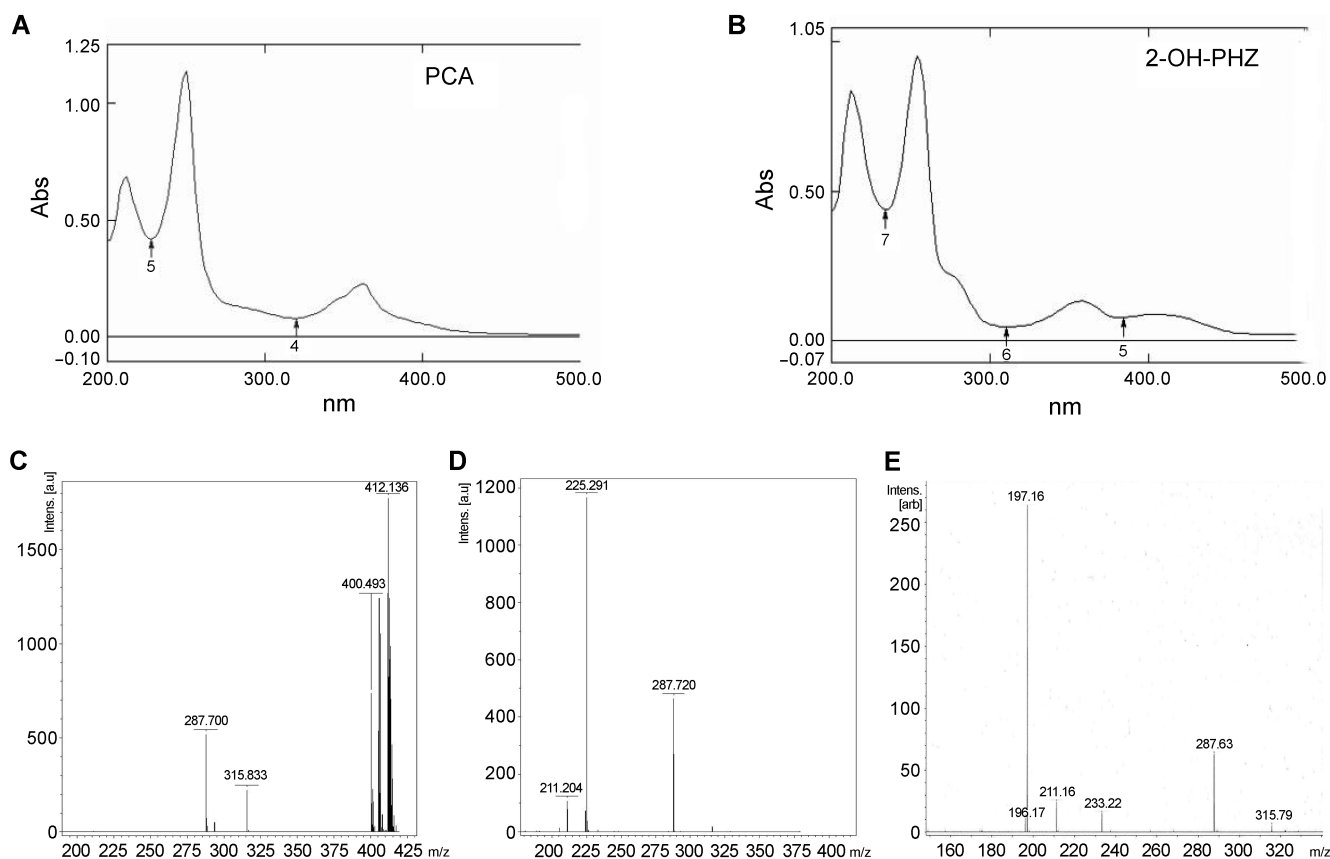 A
PCA
Abs
1.25
1.00
0.50
0.00
−0.10
5
4
200.0 300.0 400.0 500.0
nm
B
2-OH-PHZ
Abs
1.05
0.50
0.00
−0.07
7
6
5
200.0 300.0 400.0 500.0
nm
C
Intens. [a.u]
1500
1000
500
0
412.136
400.493
287.700
315.833
200 225 250 275 300 325 350 375 400 425 m/z
D
Intens. [a.u]
1200
1000
800
600
400
200
0
225.291
287.720
211.204
200 225 250 275 300 325 350 375 400 m/z
E
Intens.
[arb]
250
200
150
100
50
0
197.16
287.63
211.16
196.17
233.22
315.79
160 180 200 220 240 260 280 300 320 m/z